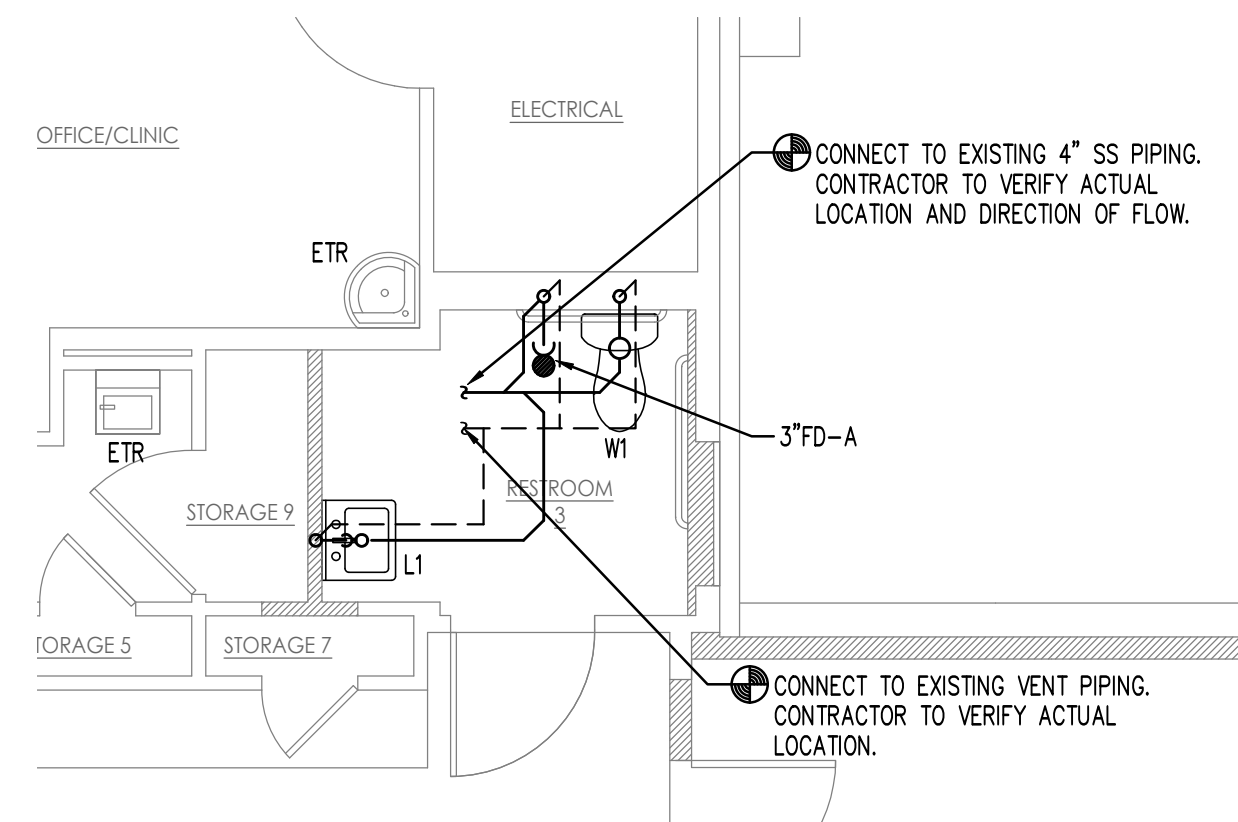 ELECTRICAL
OFFICE/CLINIC
CONNECT TO EXISTING 4” SS PIPING.
CONTRACTOR TO VERIFY ACTUAL
LOCATION AND DIRECTION OF FLOW.
ETR
3”FD-A
W1
ETR
RESTROOM
3
STORAGE 9
L1
TORAGE 5
STORAGE 7
CONNECT TO EXISTING VENT PIPING.
CONTRACTOR TO VERIFY ACTUAL
LOCATION.